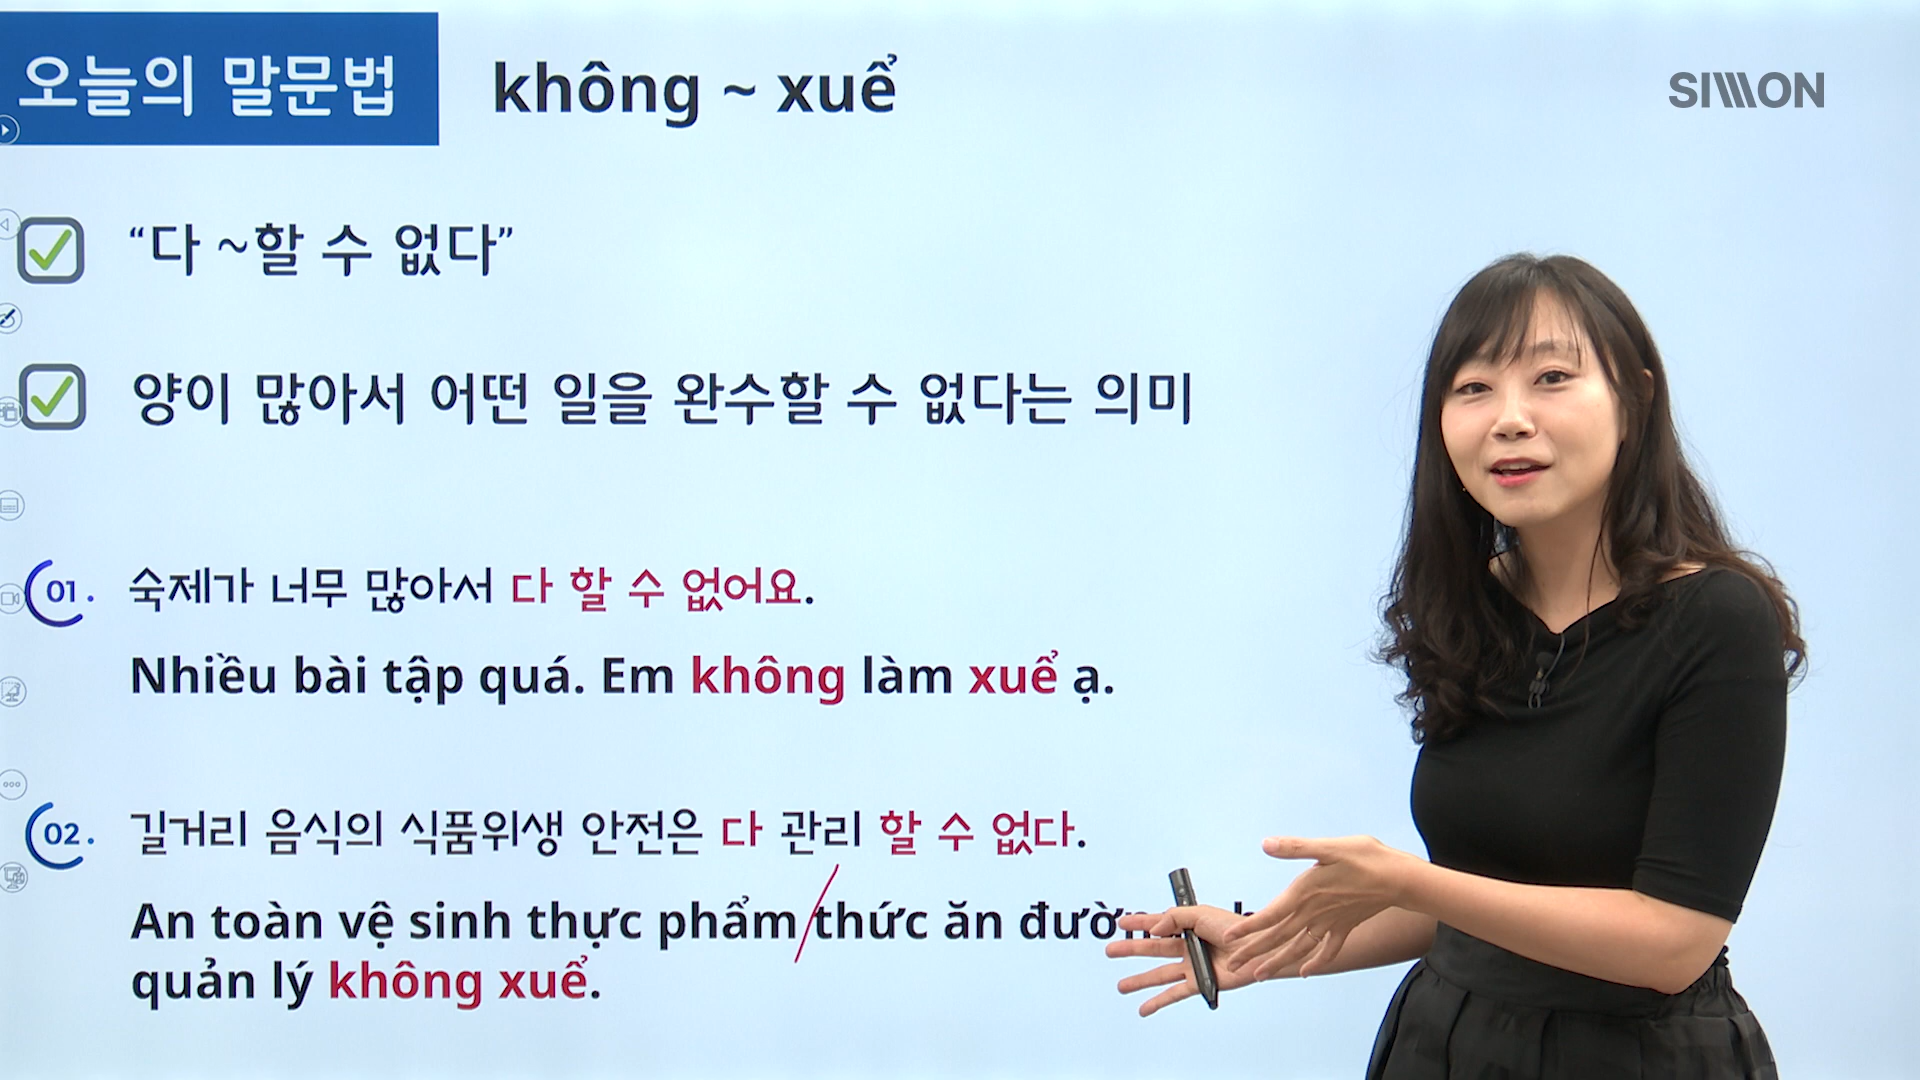 오늘의 말문법
không ~ xuể
SIWON
“다 ~할 수 없다”
양이 많아서 어떤 일을 완수할 수 없다는 의미
01.
숙제가 너무 많아서 다 할 수 없어요.
Nhiều bài tập quá. Em không làm xuể ạ.
02.
길거리 음식의 식품위생 안전은 다 관리 할 수 없다.
An toàn vệ sinh thực phẩm/thức ăn
quản lý không xuể.